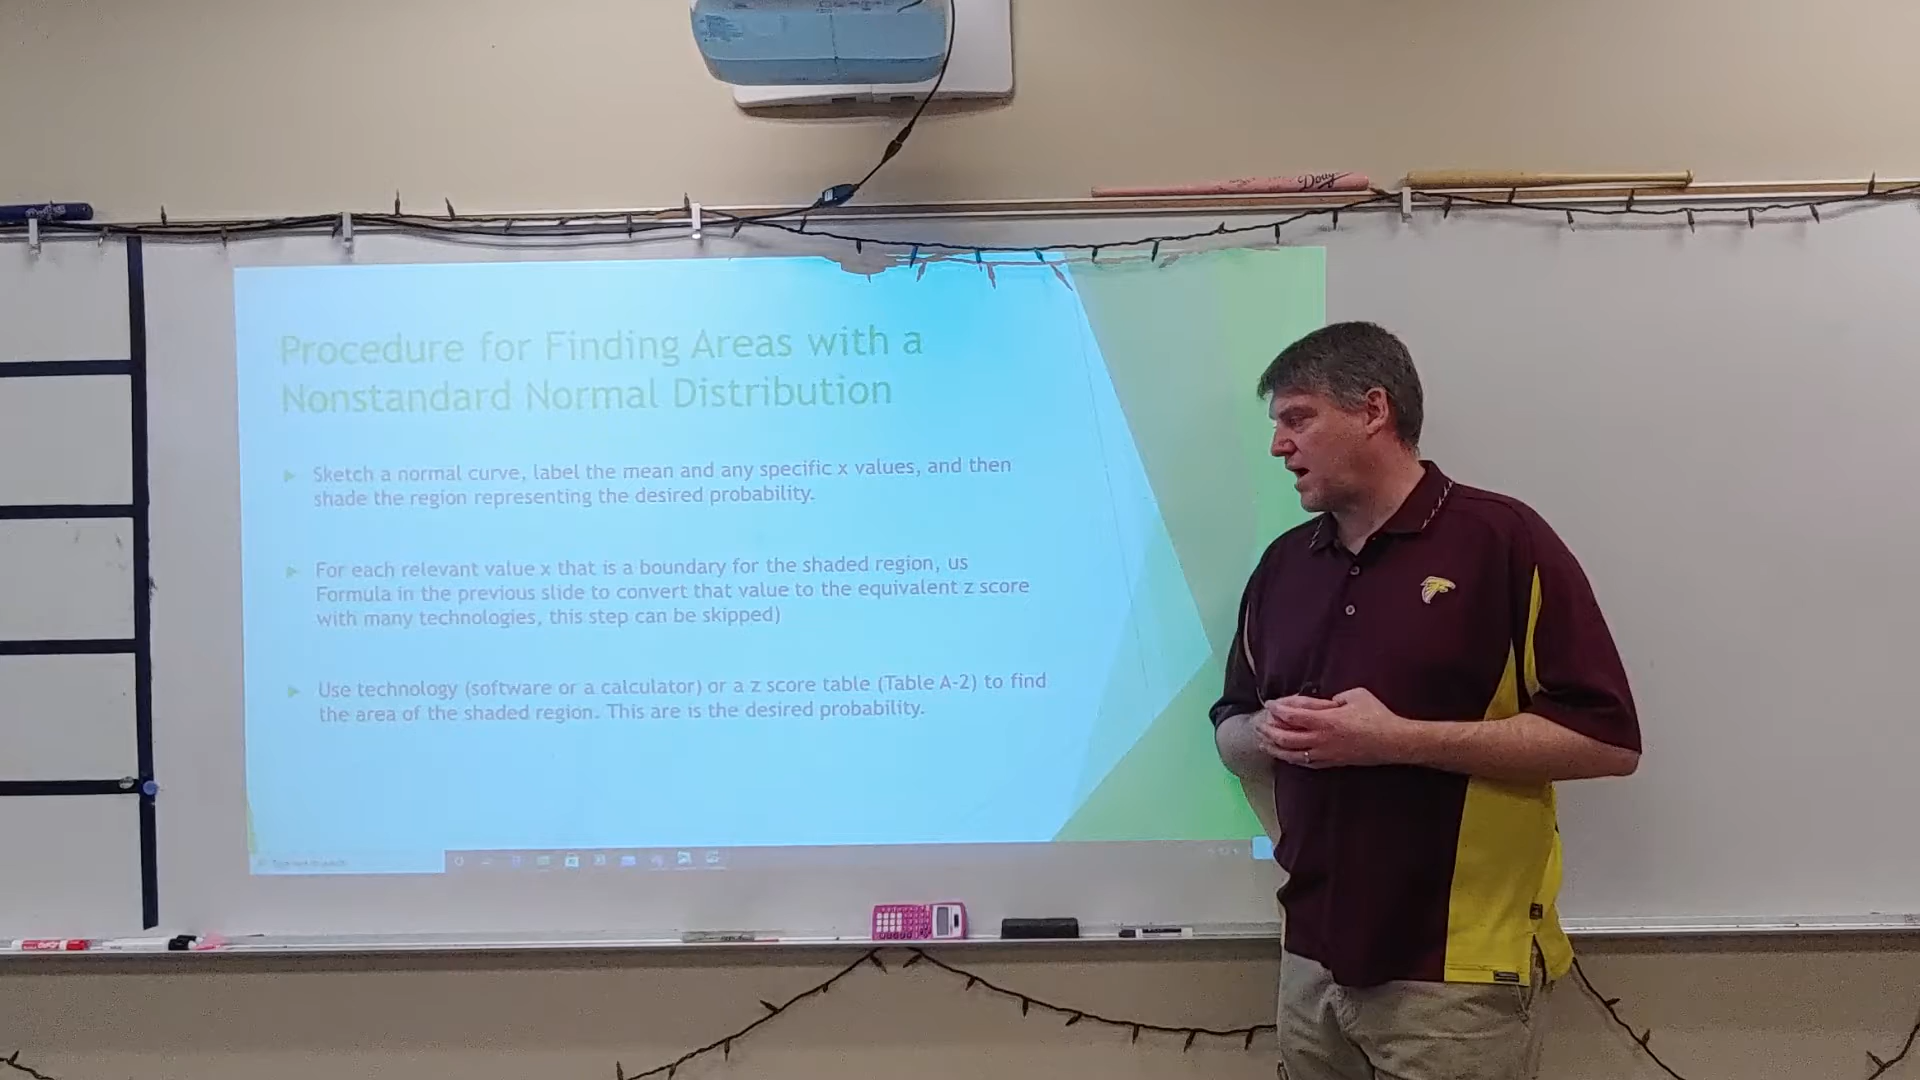 Doug
Procedure for Finding Areas with a
Nonstandard Normal Distribution
Sketch a normal curve, label the mean and any specific x values, and then
shade the region representing the desired probability.
For each relevant value x that is a boundary for the shaded region, us
Formula in the previous slide to convert that value to the equivalent z score
with many technologies, this step can be skipped)
Use technology (software or a calculator) or a z score table (Table A-2) to find
the area of the shaded region. This are is the desired probability.